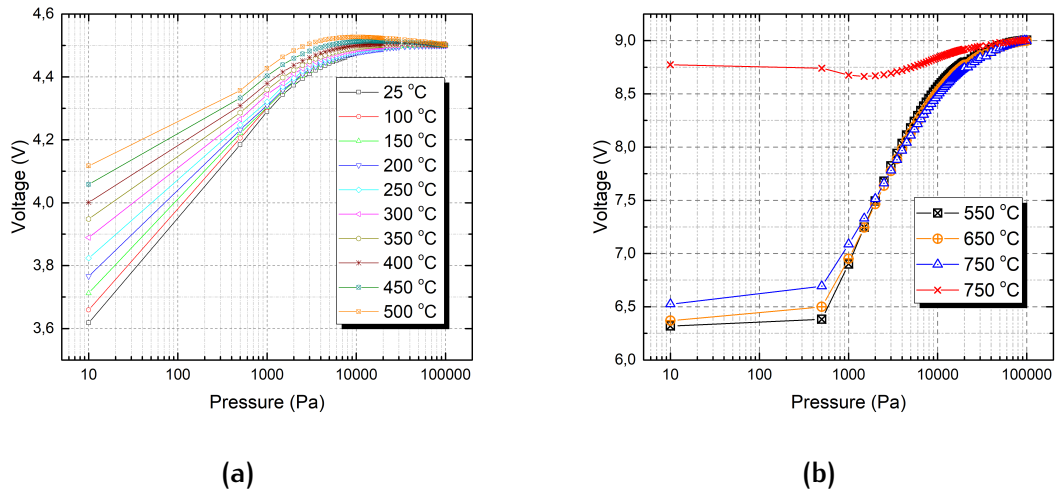 4,6
4,4
4,2
4,0
3,8
3,6
Voltage (V)
10 100 1000 10000 100000
Pressure (Pa)
25 °C
100 °C
150 °C
200 °C
250 °C
300 °C
350 °C
400 °C
450 °C
500 °C
(a)
9,0
8,5
8,0
7,5
7,0
6,5
6,0
Voltage (V)
10 100 1000 10000 100000
Pressure (Pa)
550 °C
650 °C
750 °C
750 °C
(b)